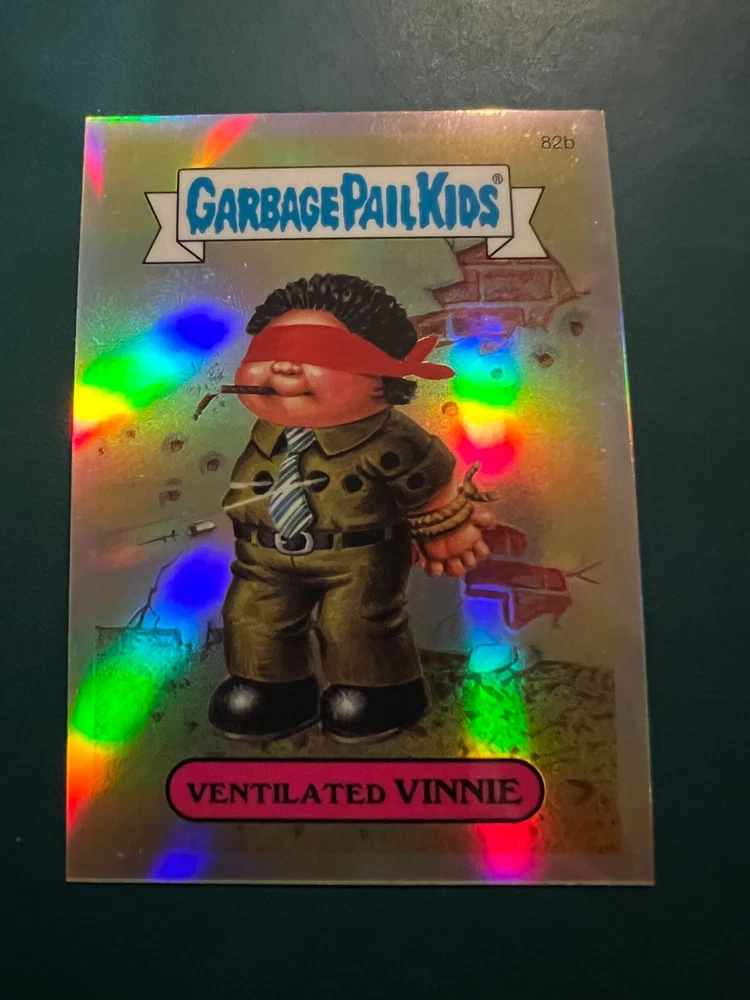 82b
GARBAGE PAIL KIDS®
VENTILATED VINNIE